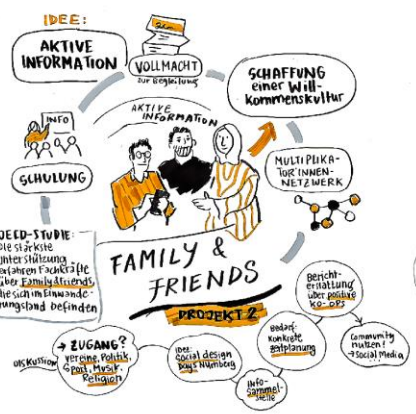 IDEE:
AKTIVE
INFORMATION
VOLLMACHT
zur Begleitung
SCHAFFUNG
einer Will-
kommenskultur
AKTIVE
INFORMATION
INFO
SCHULUNG
MULTIPLIKA-
TOR*INNEN-
NETZWERK
OECD-STUDIE:
Die stärkste
Unterstützung
erfahren Fachkräfte
über Family&friends,
die sich im Einwande-
rungsland befinden
FAMILY &
FRIENDS
PROJEKT 2
DISKUSSION
→ ZUGANG?
Vereine, Politik,
Sport, Musik,
Religion
IDEE:
Social design
Days Nürnberg
INFO-
Sammel-
stelle
Bedarf:
Konkrete
Zeitplanung
Bericht-
erstattung
über positive
KO-OPS
Community
nutzen!
→ Social Media